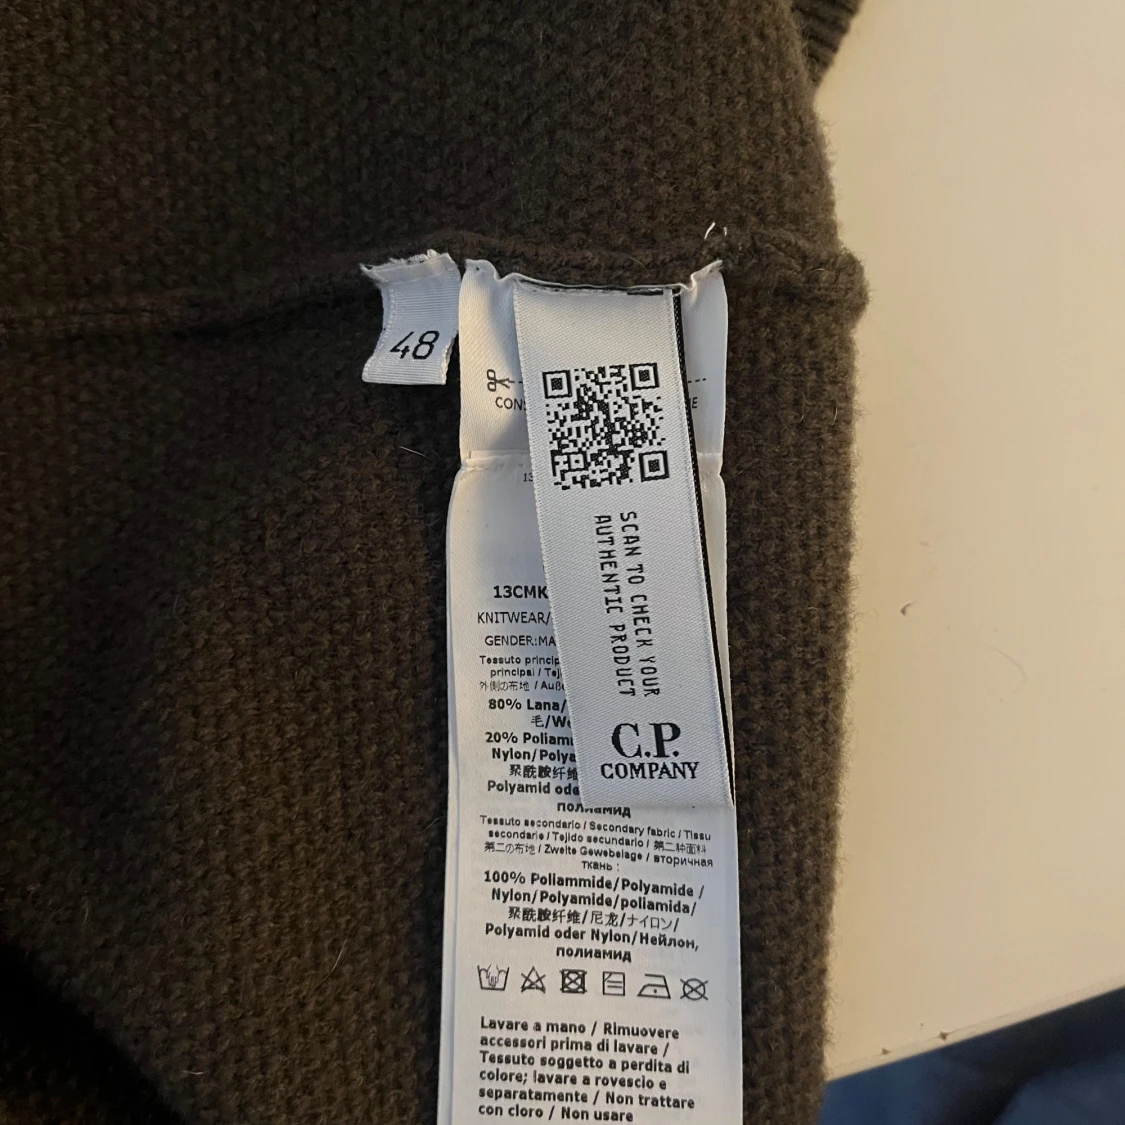 48
SCAN TO CHECK YOUR
AUTHENTIC PRODUCT
C.P.
COMPANY
13CMK
KNITWEAR/
GENDER:MA
Tessuto princip
principal / Tej
外側の布地 / Auße
80% Lana/
毛/Wo
20% Poliam
Nylon/Polya
聚酰胺纤维
Polyamid ode
полиамид
Tessuto secondario / Secondary fabric / Tissu
secondarie / Tejido secundario / 第二种面料
第二の布地 / Zweite Gewebelage / вторичная
ткань :
100% Poliammide/Polyamide /
Nylon/Polyamide/poliamida/
聚酰胺纤维/尼龙/ナイロン/
Polyamid oder Nylon/Нейлон,
полиамид
Lavare a mano / Rimuovere
accessori prima di lavare /
Tessuto soggetto a perdita di
colore; lavare a rovescio e
separatamente / Non trattare
con cloro / Non usare